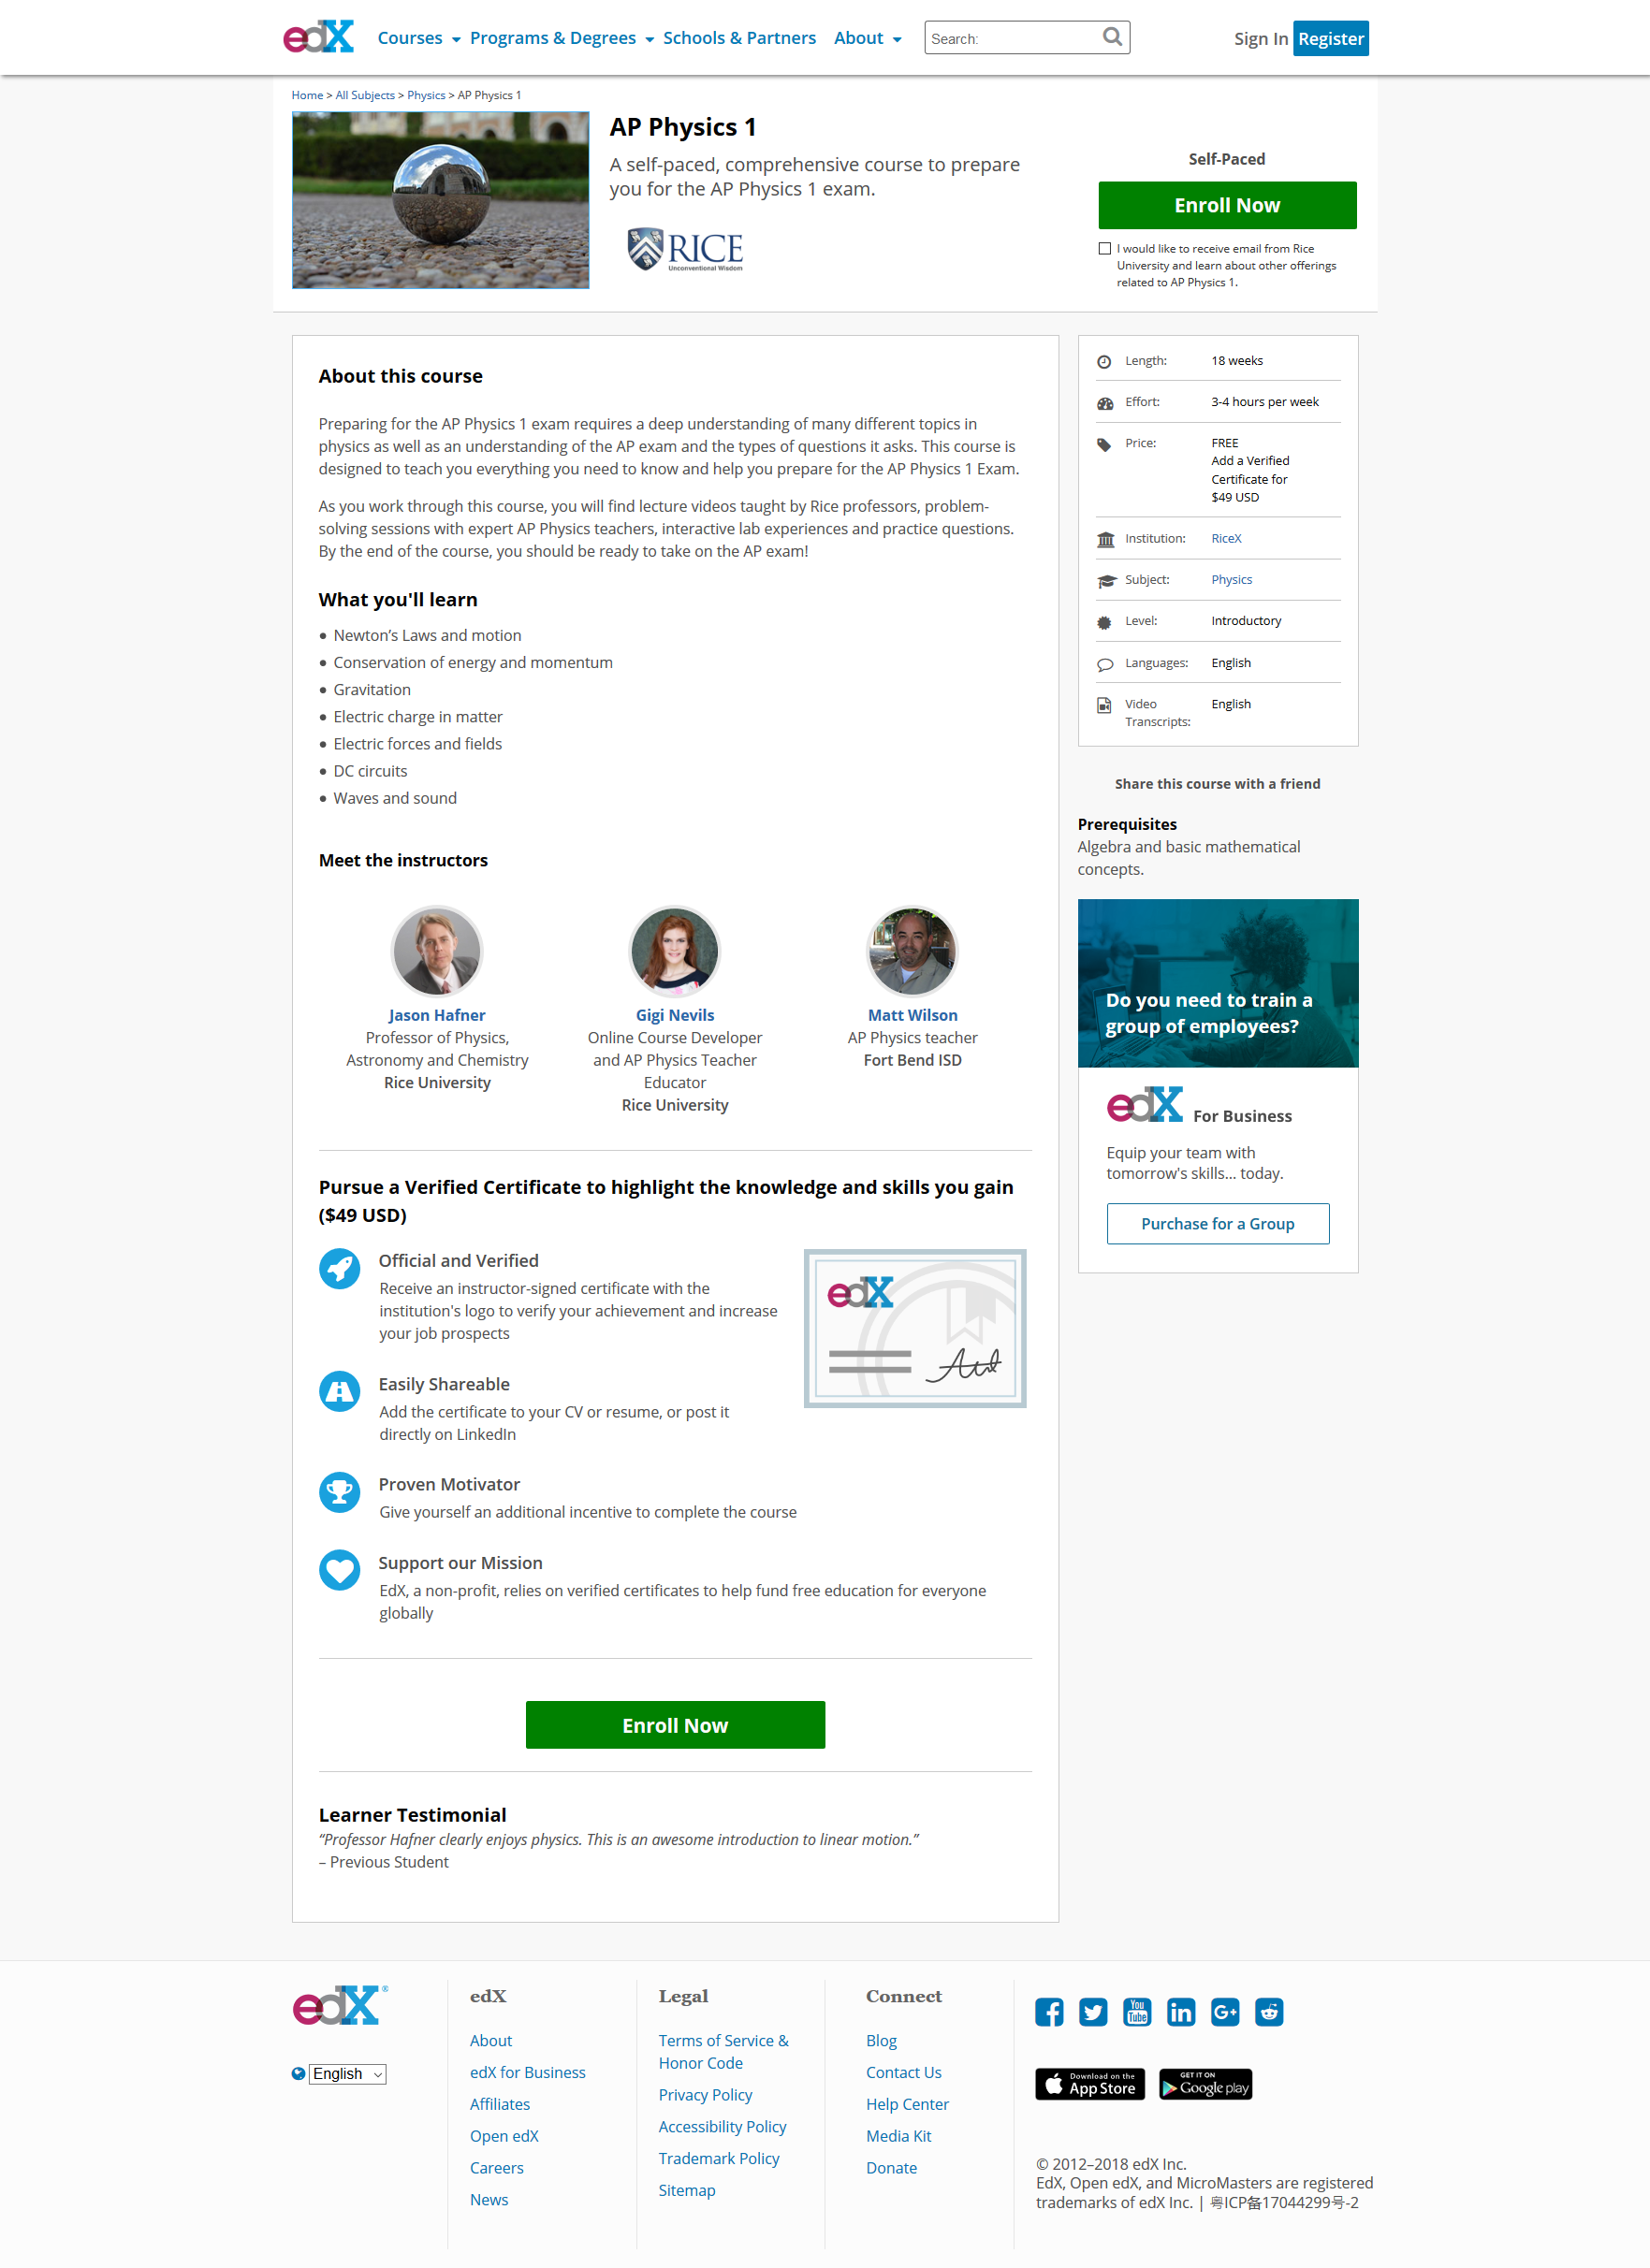 edX
Courses
Programs & Degrees
Schools & Partners
About
Search:
Sign In
Register
Home > All Subjects > Physics > AP Physics 1
AP Physics 1
A self-paced, comprehensive course to prepare
you for the AP Physics 1 exam.
RICE
Unconventional Wisdom
Self-Paced
Enroll Now
I would like to receive email from Rice
University and learn about other offerings
related to AP Physics 1.
About this course
Preparing for the AP Physics 1 exam requires a deep understanding of many different topics in
physics as well as an understanding of the AP exam and the types of questions it asks. This course is
designed to teach you everything you need to know and help you prepare for the AP Physics 1 Exam.
As you work through this course, you will find lecture videos taught by Rice professors, problem-
solving sessions with expert AP Physics teachers, interactive lab experiences and practice questions.
By the end of the course, you should be ready to take on the AP exam!
What you'll learn
• Newton’s Laws and motion
• Conservation of energy and momentum
• Gravitation
• Electric charge in matter
• Electric forces and fields
• DC circuits
• Waves and sound
Meet the instructors
Jason Hafner
Professor of Physics,
Astronomy and Chemistry
Rice University
Gigi Nevils
Online Course Developer
and AP Physics Teacher
Educator
Rice University
Matt Wilson
AP Physics teacher
Fort Bend ISD
Pursue a Verified Certificate to highlight the knowledge and skills you gain
($49 USD)
Official and Verified
Receive an instructor-signed certificate with the
institution's logo to verify your achievement and increase
your job prospects
edX
Easily Shareable
Add the certificate to your CV or resume, or post it
directly on LinkedIn
Proven Motivator
Give yourself an additional incentive to complete the course
Support our Mission
EdX, a non-profit, relies on verified certificates to help fund free education for everyone
globally
Enroll Now
Learner Testimonial
“Professor Hafner clearly enjoys physics. This is an awesome introduction to linear motion.”
– Previous Student
Length: 18 weeks
Effort: 3-4 hours per week
Price: FREE
Add a Verified
Certificate for
$49 USD
Institution: RiceX
Subject: Physics
Level: Introductory
Languages: English
Video English
Transcripts:
Share this course with a friend
Prerequisites
Algebra and basic mathematical
concepts.
Do you need to train a
group of employees?
edX For Business
Equip your team with
tomorrow's skills... today.
Purchase for a Group
edX®
English
edX
About
edX for Business
Affiliates
Open edX
Careers
News
Legal
Terms of Service &
Honor Code
Privacy Policy
Accessibility Policy
Trademark Policy
Sitemap
Connect
Blog
Contact Us
Help Center
Media Kit
Donate
You
Tube
in
G+
Download on the
App Store
GET IT ON
Google play
© 2012–2018 edX Inc.
EdX, Open edX, and MicroMasters are registered
trademarks of edX Inc. | 粤ICP备17044299号-2